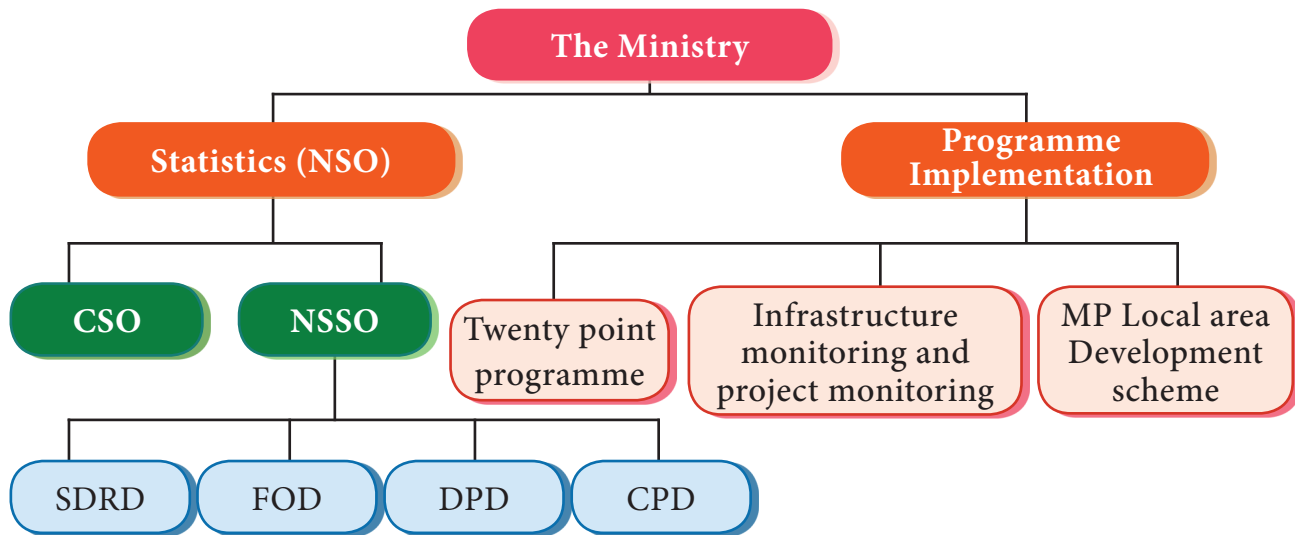 The Ministry
Statistics (NSO)
Programme
Implementation
CSO
NSSO
Twenty point
programme
Infrastructure
monitoring and
project monitoring
MP Local area
Development
scheme
SDRD
FOD
DPD
CPD